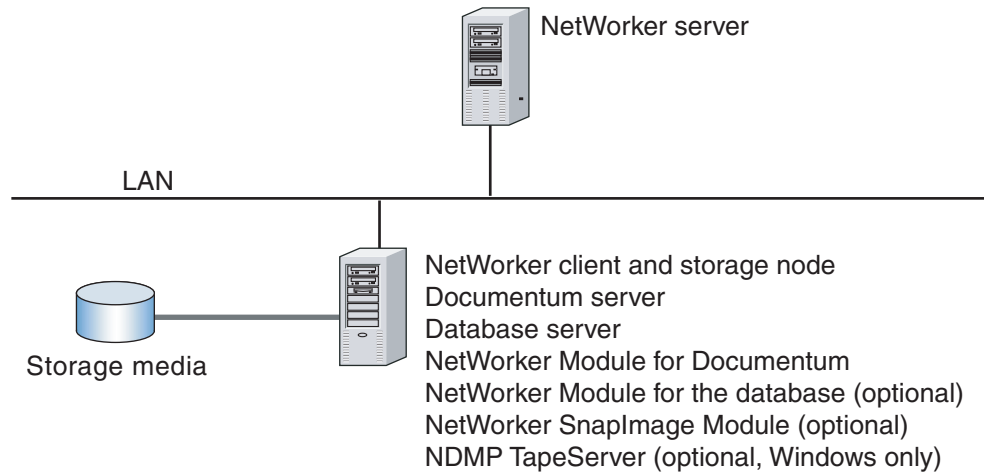 NetWorker server
LAN
NetWorker client and storage node
Documentum server
Database server
NetWorker Module for Documentum
NetWorker Module for the database (optional)
NetWorker SnapImage Module (optional)
NDMP TapeServer (optional, Windows only)
Storage media